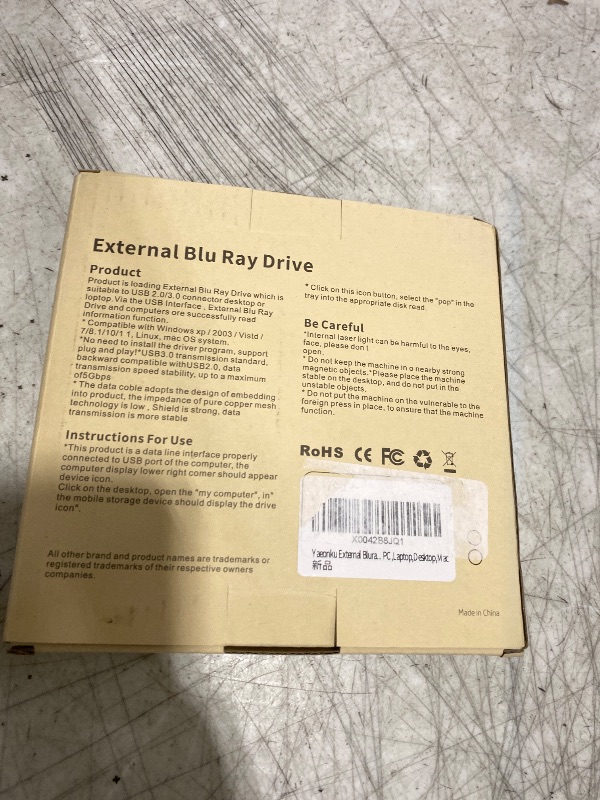 External Blu Ray Drive
Product
Product is loading External Blu Ray Drive which is
suitable to USB 2.0/3.0 connector desktop or
loptop. Via the USB Interface , External Blu Ray
Drive and computers are successfully read
information function.
* Compatible with Windows xp / 2003 / Vistd /
7/8.1/10/1 1, Linux, mac OS system.
*No need to install the driver program, support
plug and play!*USB3.0 transmission standard,
backward compatible withUSB2.0, data
transmission speed stability, up to a maximum
of5Gbps
* The data coble adopts the design of embedding
into product, the impedance of pure copper mesh
technology is low , Shield is strong, data
transmission is more stable
Instructions For Use
*This product is a data line interface properly
connected to USB port of the computer, the
computer display lower right comer should appear
device icon.
Click on the desktop, open the "my computer", in"
the mobile storage device should display the drive
icon".
All other brand and product names are trademarks or
registered trademarks of their respective owners
companies.
* Click on this icon button, select the "pop" in the
tray into the appropriate disk read.
Be Careful
*Internal laser light can be harmful to the eyes,
face, please don t
open.
* Do not keep the machine in a nearby strong
magnetic objects.*Please place the machine
stable on the desktop, and do not put in the
unstable objects.
* Do not put the machine on the vulnerable to the
foreign press in place, to ensure that the machine
function.
RoHS CE FC
X0042B8JQ1
Yaeonku External Blura... PC,Laptop,Desktop,Mac
新品
Made in China